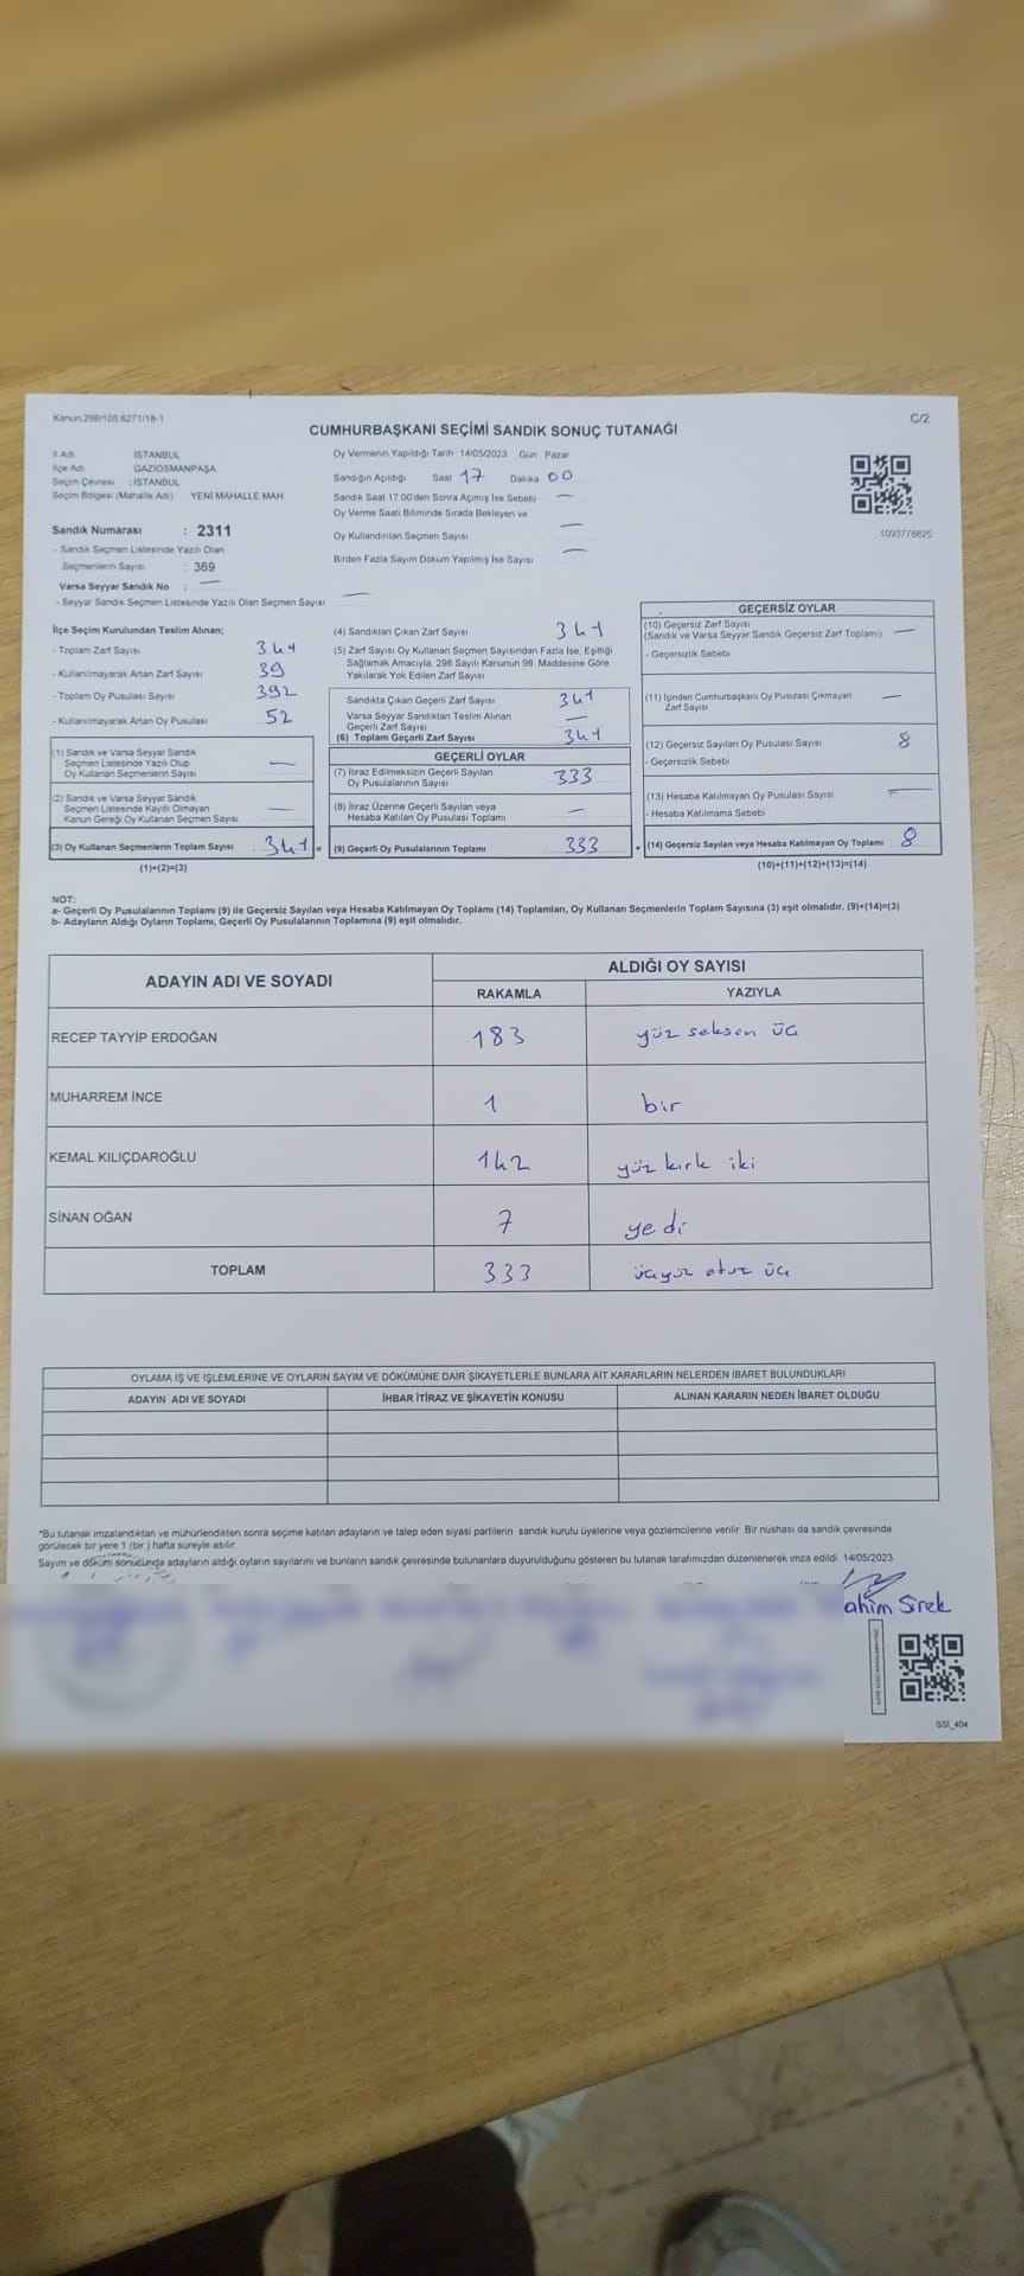 Kanun.298/105.6271/18-1
C/2
CUMHURBAŞKANI SEÇİMİ SANDIK SONUÇ TUTANAĞI
İl Adı : İSTANBUL
İlçe Adı : GAZİOSMANPAŞA
Seçim Çevresi : İSTANBUL
Seçim Bölgesi (Mahalle Adı) YENİ MAHALLE MAH.
Sandık Numarası : 2311
- Sandık Seçmen Listesinde Yazılı Olan
Seçmenlerin Sayısı : 369
Varsa Seyyar Sandık No : —
- Seyyar Sandık Seçmen Listesinde Yazılı Olan Seçmen Sayısı —
Oy Vermenin Yapıldığı Tarih 14/05/2023 Gün Pazar
Sandığın Açıldığı Saat 17 Dakika 00
Sandık Saat 17.00'den Sonra Açımış İse Sebebi —
Oy Verme Saati Bitiminde Sırada Bekleyen ve
Oy Kullandırılan Seçmen Sayısı —
Birden Fazla Sayım Döküm Yapılmış İse Sayısı —
İlçe Seçim Kurulundan Teslim Alınan;
- Toplam Zarf Sayısı
- Kullanılmayarak Artan Zarf Sayısı 39
- Toplam Oy Pusulası Sayısı 392
- Kullanılmayarak Artan Oy Pusulası 52
(1) Sandık ve Varsa Seyyar Sandık
Seçmen Listesinde Yazılı Olup
Oy Kullanan Seçmenlerin Sayısı —
(2) Sandık ve Varsa Seyyar Sandık
Seçmen Listesinde Kayıtlı Olmayan
Kanun Gereği Oy Kullanan Seçmen Sayısı —
(3) Oy Kullanan Seçmenlerin Toplam Sayısı : 341 =
(1)+(2)=(3)
(4) Sandıktan Çıkan Zarf Sayısı 341
(5) Zarf Sayısı Oy Kullanan Seçmen Sayısından Fazla İse, Eşitliği
Sağlamak Amacıyla, 298 Sayılı Kanunun 98. Maddesine Göre
Yakılarak Yok Edilen Zarf Sayısı
Sandıkta Çıkan Geçerli Zarf Sayısı 341
Varsa Seyyar Sandıktan Teslim Alınan
Geçerli Zarf Sayısı —
(6) Toplam Geçerli Zarf Sayısı 341
GEÇERLİ OYLAR
(7) İtiraz Edilmeksizin Geçerli Sayılan
Oy Pusulalarının Sayısı 333
(8) İtiraz Üzerine Geçerli Sayılan veya
Hesaba Katılan Oy Pusulası Toplamı —
(9) Geçerli Oy Pusulalarının Toplamı 333 +
GEÇERSİZ OYLAR
(10) Geçersiz Zarf Sayısı
(Sandık ve Varsa Seyyar Sandık Geçersiz Zarf Toplamı) —
- Geçersizlik Sebebi
(11) İçinden Cumhurbaşkanı Oy Pusulası Çıkmayan
Zarf Sayısı —
(12) Geçersiz Sayılan Oy Pusulası Sayısı 8
- Geçersizlik Sebebi
(13) Hesaba Katılmayan Oy Pusulası Sayısı —
- Hesaba Katılmama Sebebi
(14) Geçersiz Sayılan veya Hesaba Katılmayan Oy Toplamı 8
(10)+(11)+(12)+(13)=(14)
NOT:
a- Geçerli Oy Pusulalarının Toplamı (9) ile Geçersiz Sayılan veya Hesaba Katılmayan Oy Toplamı (14) Toplamları, Oy Kullanan Seçmenlerin Toplam Sayısına (3) eşit olmalıdır. (9)+(14)=(3)
b- Adayların Aldığı Oyların Toplamı, Geçerli Oy Pusulalarının Toplamına (9) eşit olmalıdır.
ADAYIN ADI VE SOYADI
ALDIĞI OY SAYISI
RAKAMLA YAZIYLA
RECEP TAYYİP ERDOĞAN 183 yüz seksen üç
MUHARREM İNCE 1 bir
KEMAL KILIÇDAROĞLU 142 yüz kırk iki
SİNAN OĞAN 7 yedi
TOPLAM 333 üçyüz otuz üç
OYLAMA İŞ VE İŞLEMLERİNE VE OYLARIN SAYIM VE DÖKÜMÜNE DAİR ŞİKAYETLERLE BUNLARA AİT KARARLARIN NELERDEN İBARET BULUNDUKLARI
ADAYIN ADI VE SOYADI İHBAR İTİRAZ VE ŞİKAYETİN KONUSU ALINAN KARARIN NEDEN İBARET OLDUĞU
*Bu tutanak imzalandıktan ve mühürlendikten sonra seçime katılan adayların ve talep eden siyasi partilerin sandık kurulu üyelerine veya gözlemcilerine verilir. Bir nüshası da sandık çevresinde
görülecek bir yere 1 (bir ) hafta süreyle asılır.
Sayım ve döküm sonucunda adayların aldığı oyların sayılarını ve bunların sandık çevresinde bulunanlara duyurulduğunu gösteren bu tutanak tarafımızdan düzenlenerek imza edildi. 14/05/2023
ahim Sirek